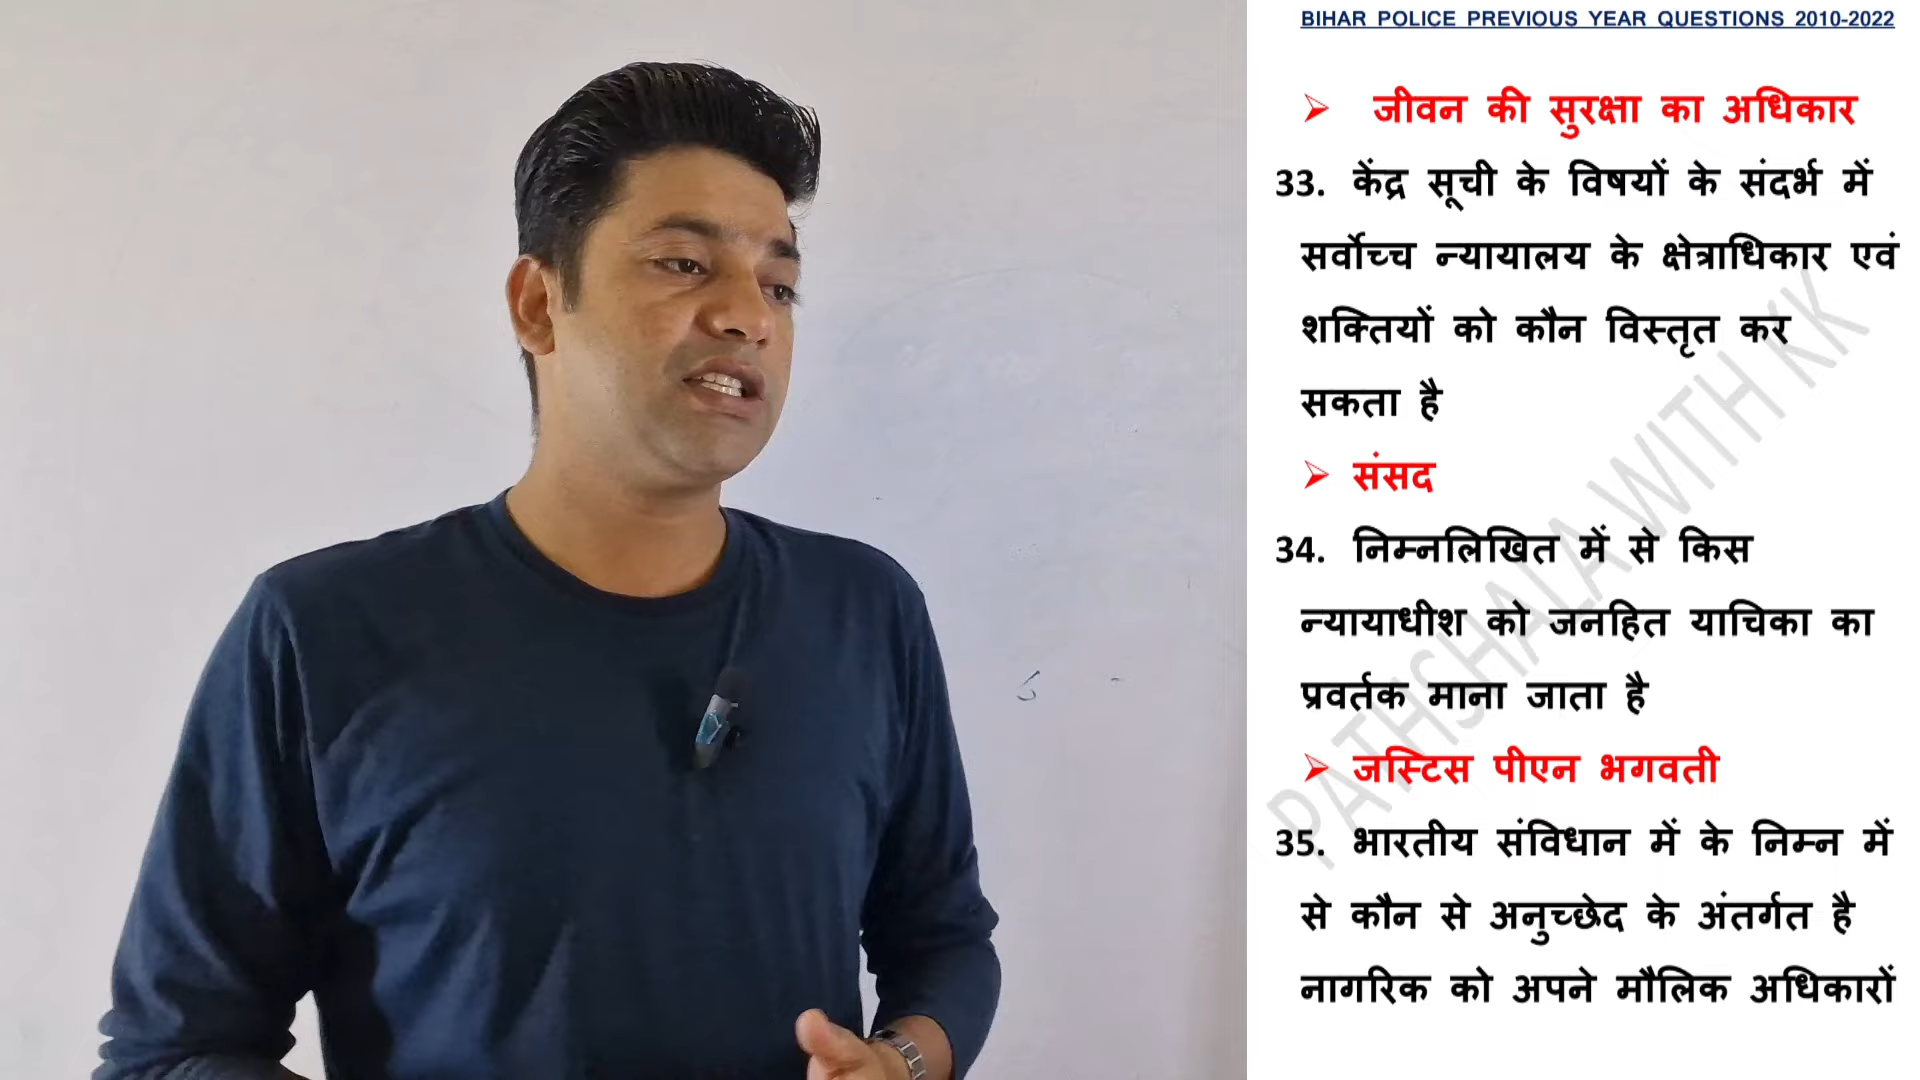 BIHAR POLICE PREVIOUS YEAR QUESTIONS 2010-2022
➢ जीवन की सुरक्षा का अधिकार
33. केंद्र सूची के विषयों के संदर्भ में
सर्वोच्च न्यायालय के क्षेत्राधिकार एवं
शक्तियों को कौन विस्तृत कर
सकता है
➢ संसद
34. निम्नलिखित में से किस
न्यायाधीश को जनहित याचिका का
प्रवर्तक माना जाता है
➢ जस्टिस पीएन भगवती
35. भारतीय संविधान में के निम्न में
से कौन से अनुच्छेद के अंतर्गत है
नागरिक को अपने मौलिक अधिकारों
PATHSHALA WITH KK